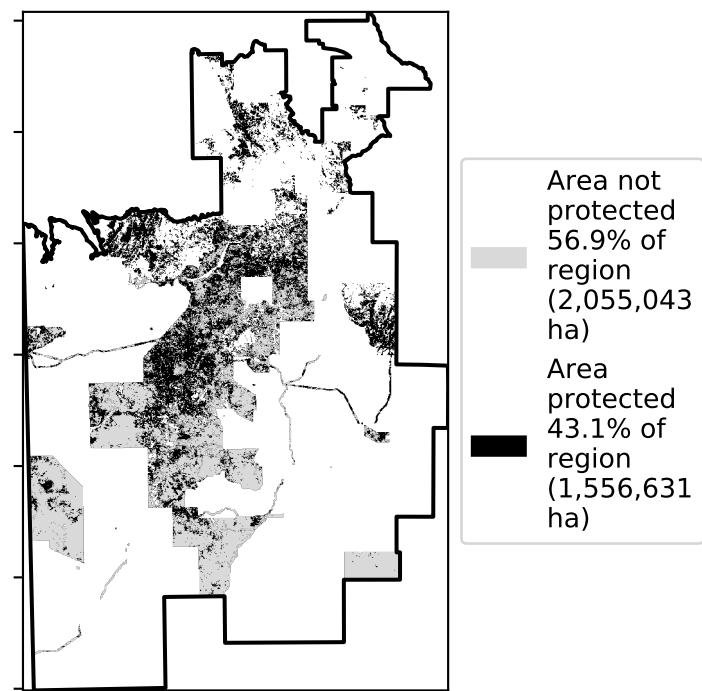 Area not
protected
56.9% of
region
(2,055,043
ha)
Area
protected
43.1% of
region
(1,556,631
ha)